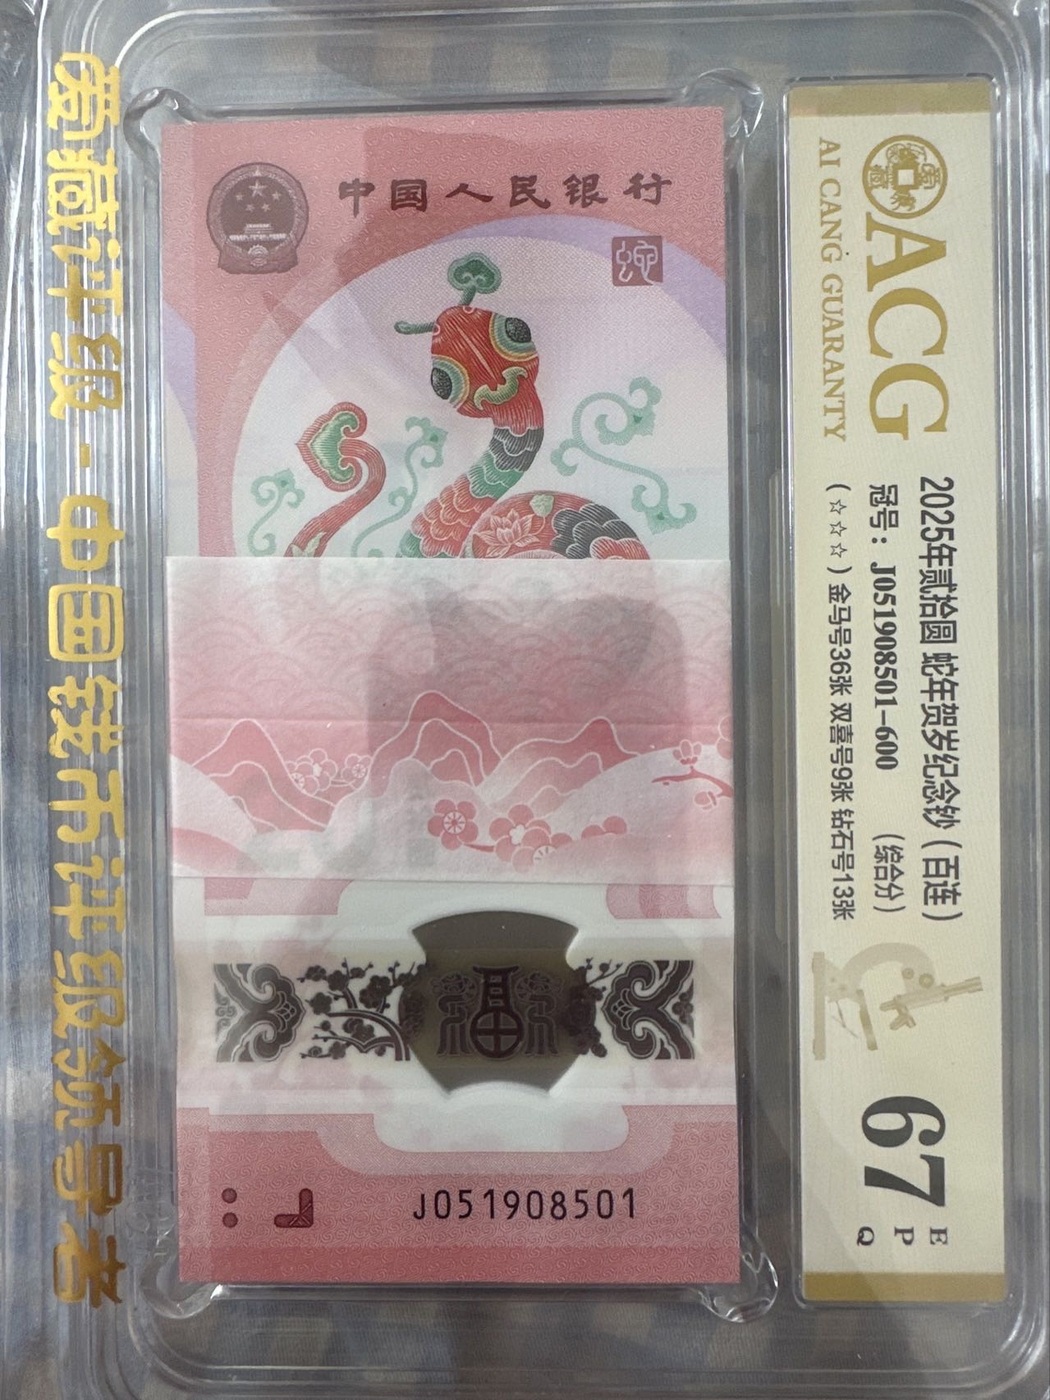 爱藏评级-中国钱币评级领导者
中国人民银行
蛇
福
J051908501
ACG
AI CANG GUARANTY
2025年贰拾圆 蛇年贺岁纪念钞（百连）
冠号：J051908501-600 （综合分）
（☆☆☆）金马号36张 双喜号9张 钻石号13张
67
E
P
Q